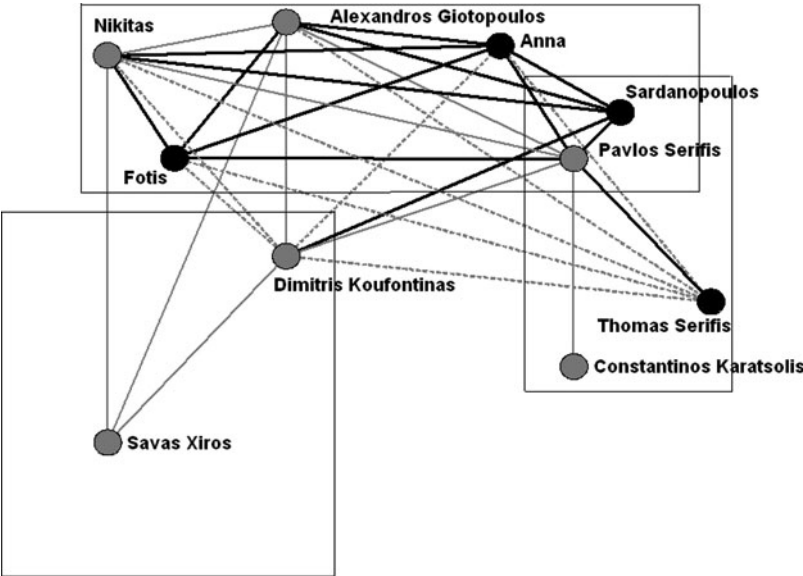 Alexandros Giotopoulos
Nikitas
Anna
Sardanopoulos
Pavlos Serifis
Fotis
Dimitris Koufontinas
Thomas Serifis
Constantinos Karatsolis
Savas Xiros